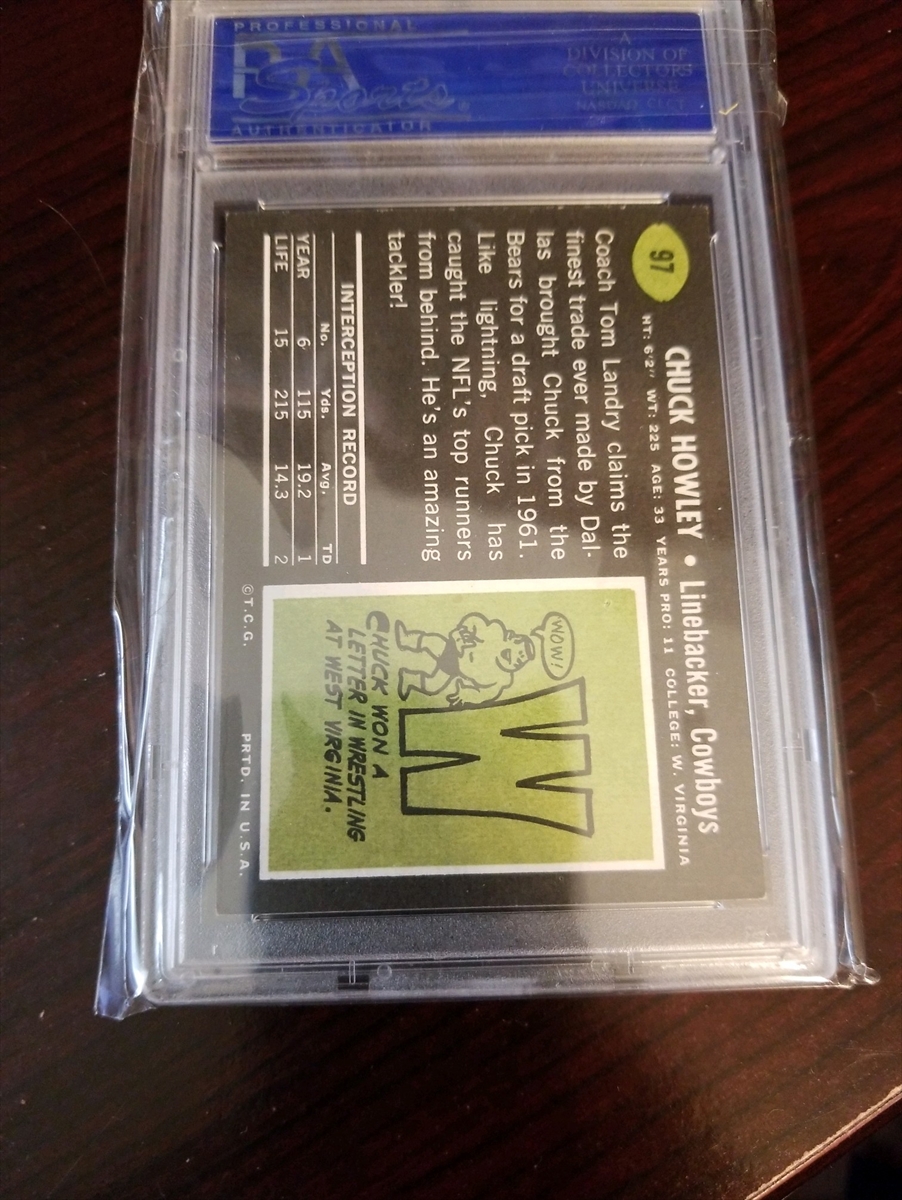 PROFESSIONAL
PSA
Sports
AUTHENTICATOR
A
DIVISION OF
COLLECTORS
UNIVERSE
NASDAQ: CLCT
97
CHUCK HOWLEY • Linebacker, Cowboys
HT: 6'2" WT: 225 AGE: 33 YEARS PRO: 11 COLLEGE: W. VIRGINIA
Coach Tom Landry claims the
finest trade ever made by Dal-
las brought Chuck from the
Bears for a draft pick in 1961.
Like lightning, Chuck has
caught the NFL's top runners
from behind. He's an amazing
tackler!
INTERCEPTION RECORD
No. Yds. Avg. TD
YEAR 6 115 19.2 1
LIFE 15 215 14.3 2
WOW!
W
CHUCK WON A
LETTER IN WRESTLING
AT WEST VIRGINIA.
©T.C.G. PRTD. IN U.S.A.